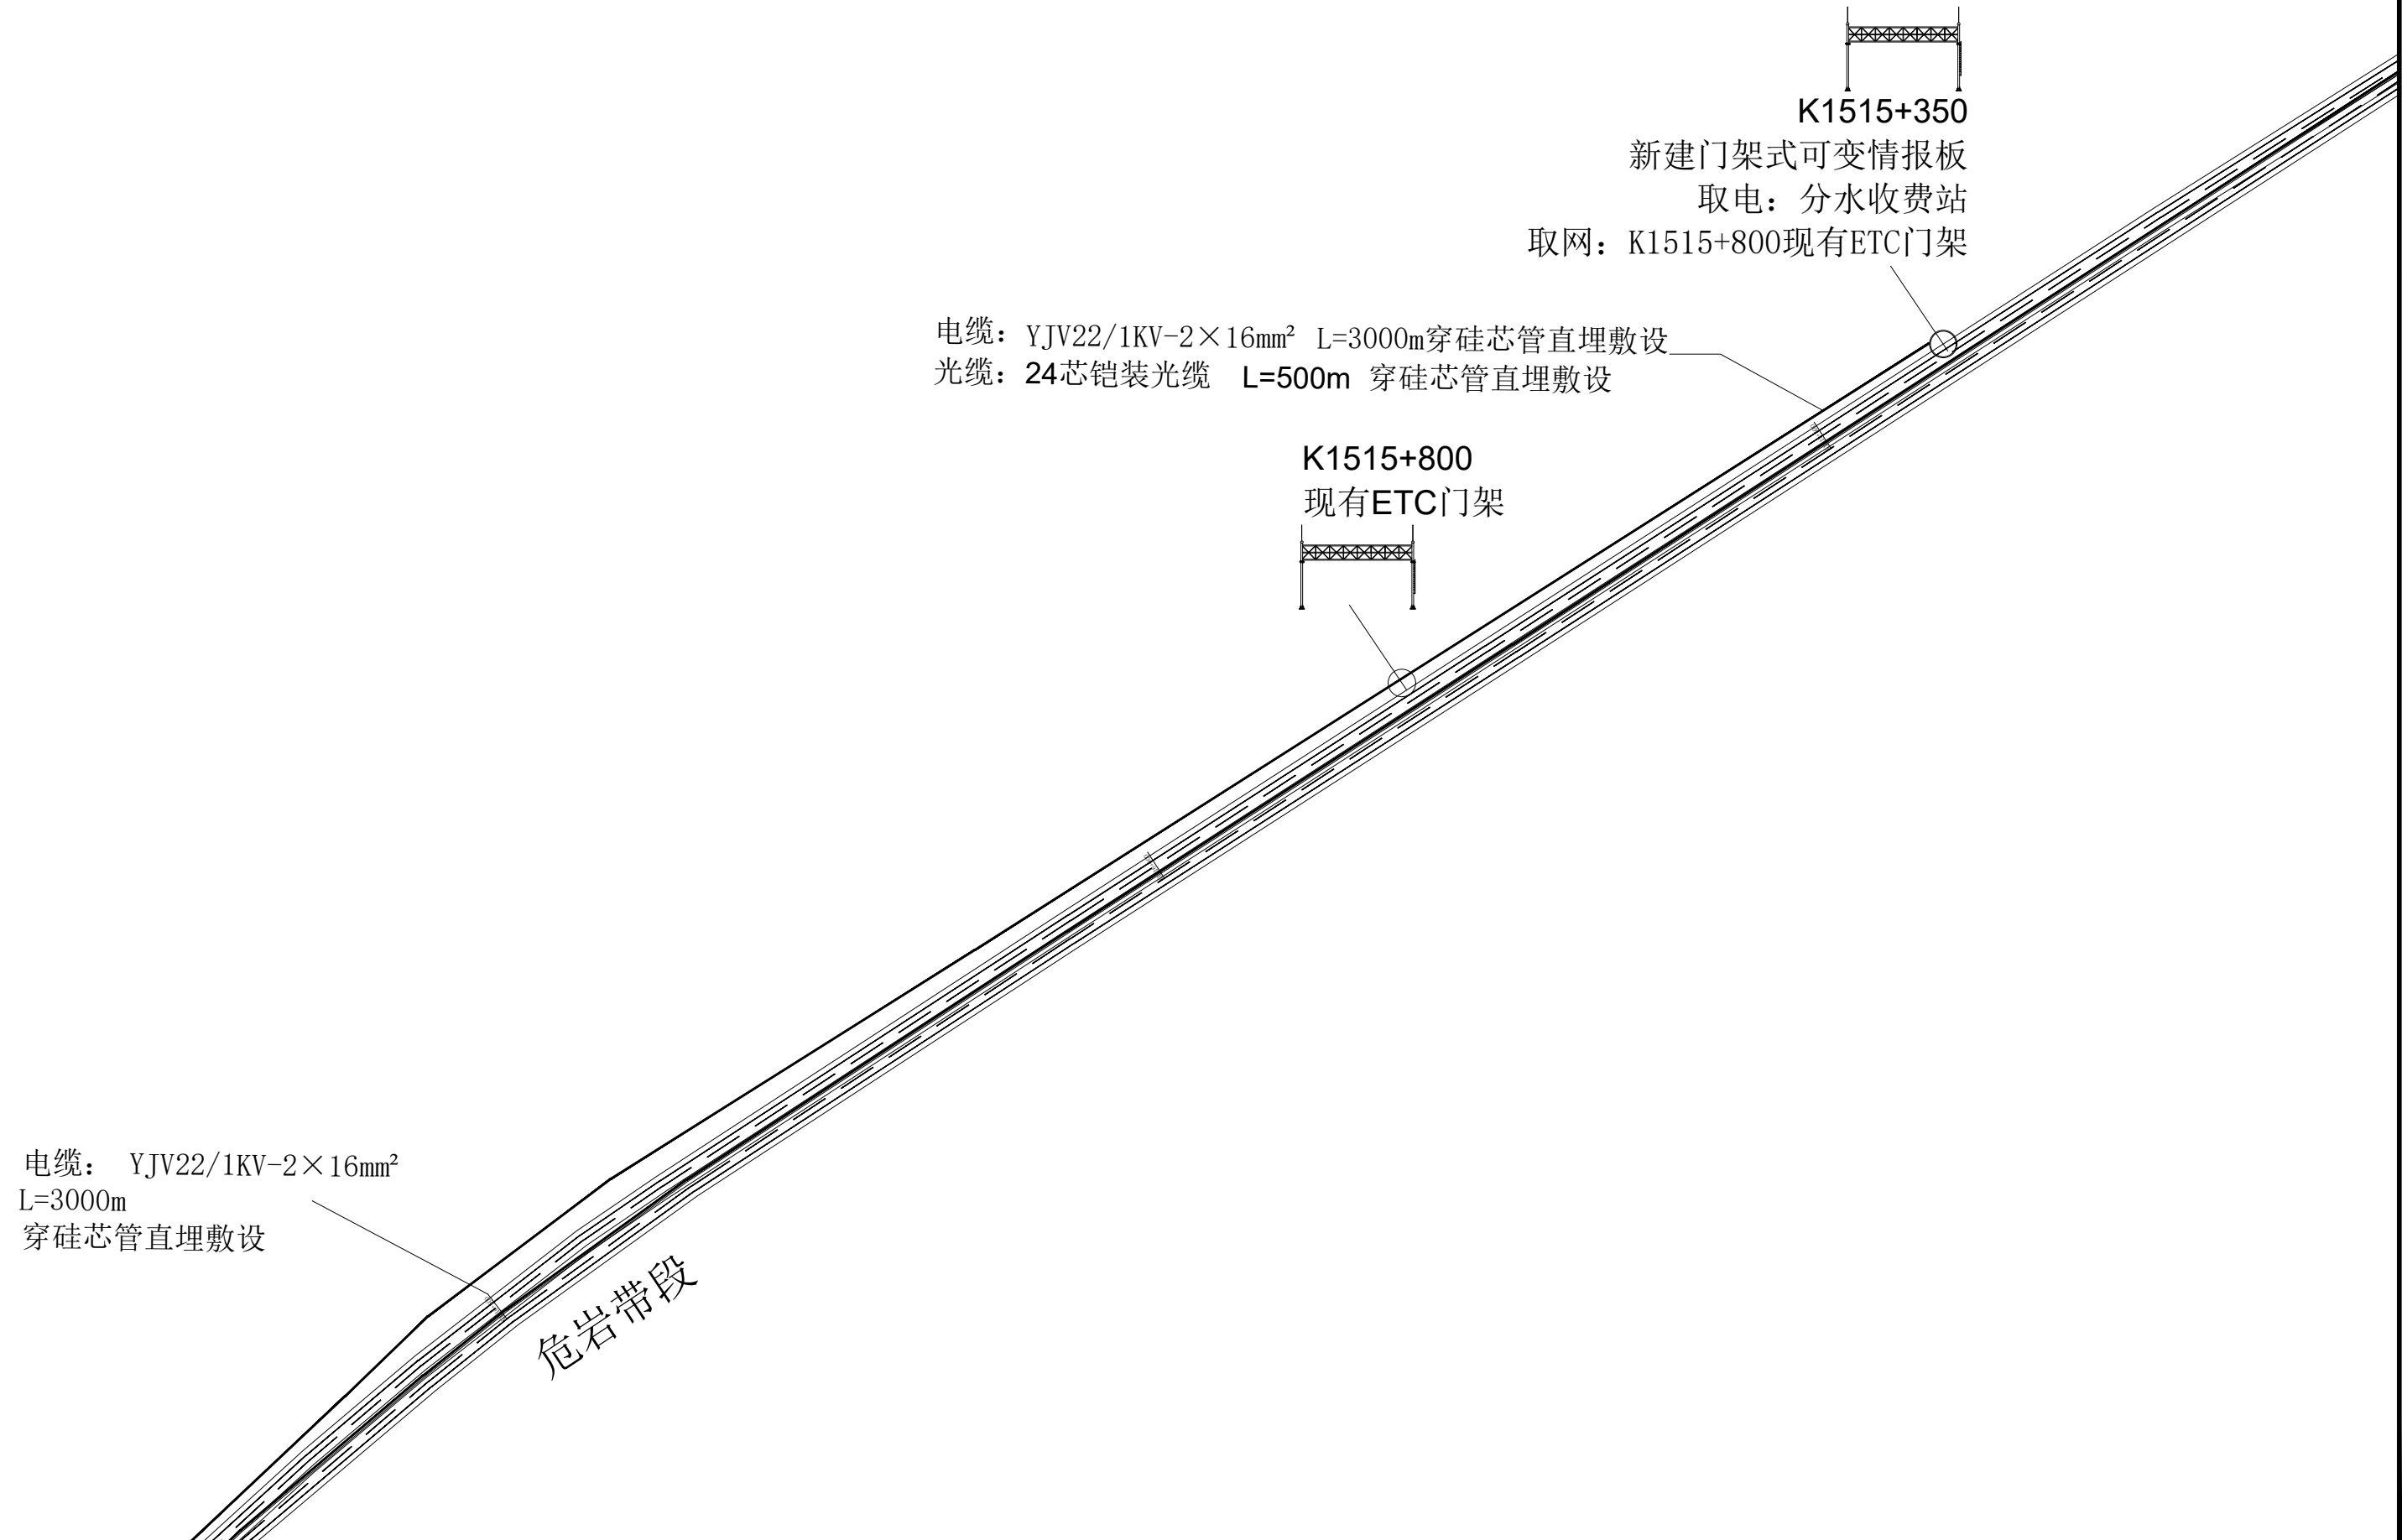 K1515+350
新建门架式可变情报板
取电：分水收费站
取网：K1515+800现有ETC门架
电缆：YJV22/1KV-2×16mm² L=3000m穿硅芯管直埋敷设
光缆：24芯铠装光缆 L=500m 穿硅芯管直埋敷设
K1515+800
现有ETC门架
电缆： YJV22/1KV-2×16mm²
L=3000m
穿硅芯管直埋敷设
危岩带段